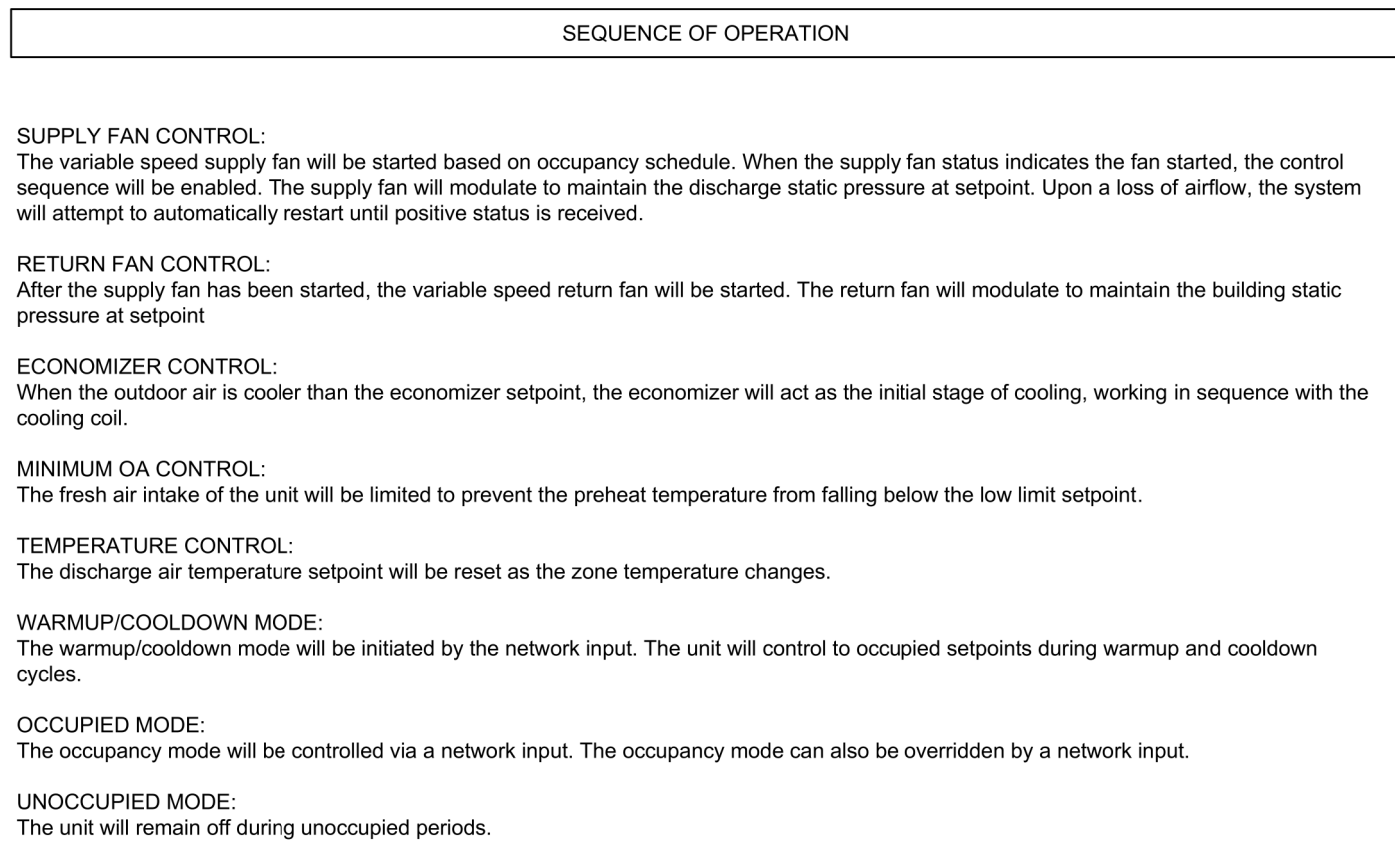 SEQUENCE OF OPERATION
SUPPLY FAN CONTROL:
The variable speed supply fan will be started based on occupancy schedule. When the supply fan status indicates the fan started, the control
sequence will be enabled. The supply fan will modulate to maintain the discharge static pressure at setpoint. Upon a loss of airflow, the system
will attempt to automatically restart until positive status is received.
RETURN FAN CONTROL:
After the supply fan has been started, the variable speed return fan will be started. The return fan will modulate to maintain the building static
pressure at setpoint
ECONOMIZER CONTROL:
When the outdoor air is cooler than the economizer setpoint, the economizer will act as the initial stage of cooling, working in sequence with the
cooling coil.
MINIMUM OA CONTROL:
The fresh air intake of the unit will be limited to prevent the preheat temperature from falling below the low limit setpoint.
TEMPERATURE CONTROL:
The discharge air temperature setpoint will be reset as the zone temperature changes.
WARMUP/COOLDOWN MODE:
The warmup/cooldown mode will be initiated by the network input. The unit will control to occupied setpoints during warmup and cooldown
cycles.
OCCUPIED MODE:
The occupancy mode will be controlled via a network input. The occupancy mode can also be overridden by a network input.
UNOCCUPIED MODE:
The unit will remain off during unoccupied periods.